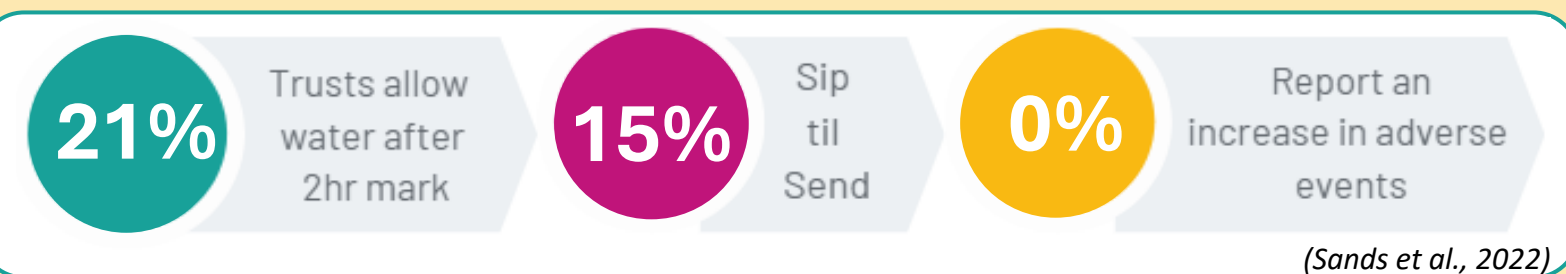 21%
Trusts allow
water after
2hr mark
15%
Sip
til
Send
0%
Report an
increase in adverse
events
(Sands et al., 2022)